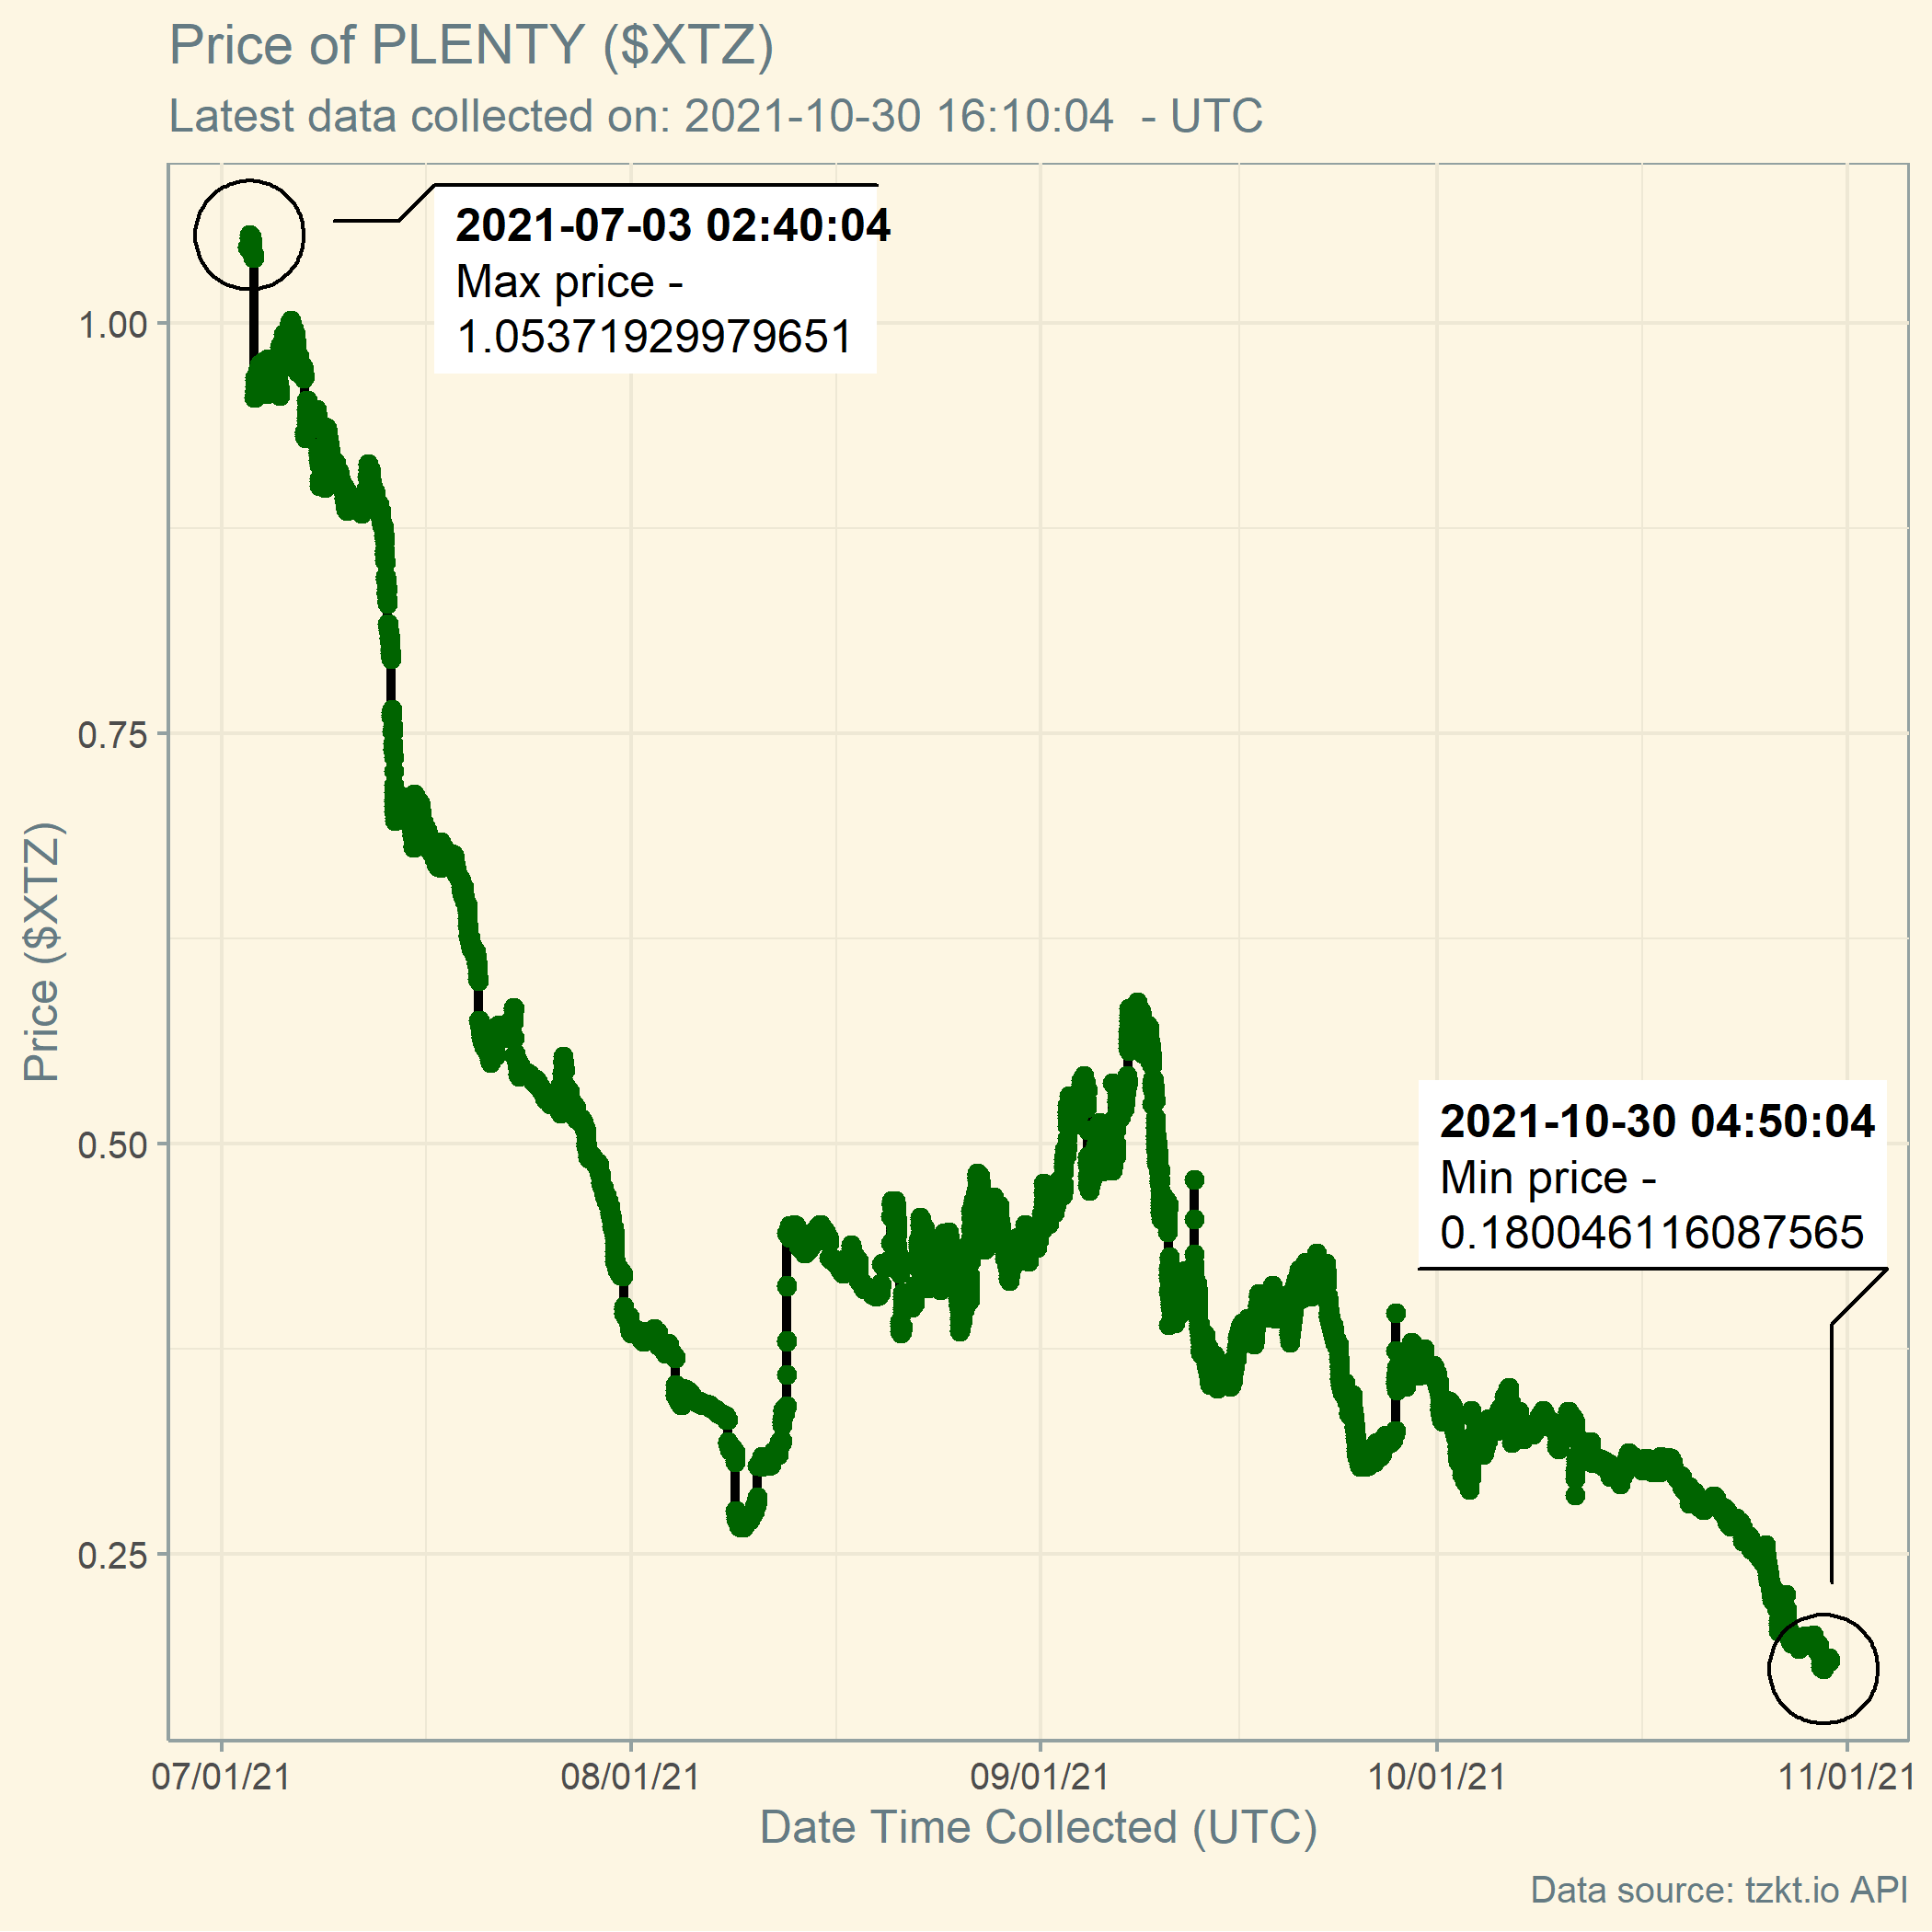 Price of PLENTY ($XTZ)
Latest data collected on: 2021-10-30 16:10:04  - UTC
2021-07-03 02:40:04
Max price -
1.05371929979651
1.00
0.75
0.50
0.25
Price ($XTZ)
2021-10-30 04:50:04
Min price -
0.180046116087565
07/01/21
08/01/21
09/01/21
10/01/21
11/01/21
Date Time Collected (UTC)
Data source: tzkt.io API